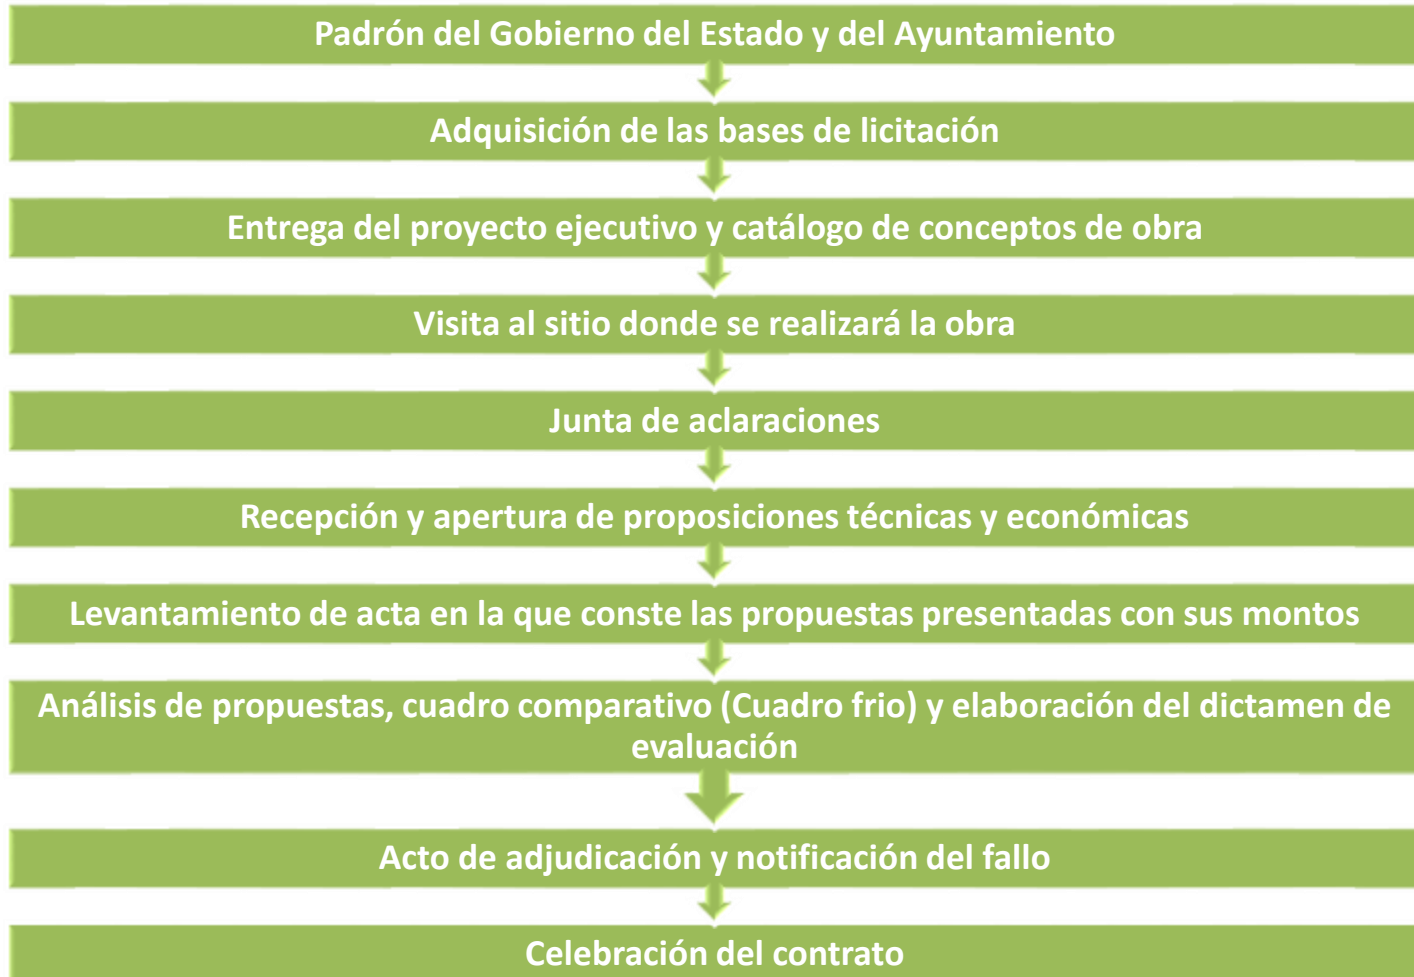 Padrón del Gobierno del Estado y del Ayuntamiento
Adquisición de las bases de licitación
Entrega del proyecto ejecutivo y catálogo de conceptos de obra
Visita al sitio donde se realizará la obra
Junta de aclaraciones
Recepción y apertura de proposiciones técnicas y económicas
Levantamiento de acta en la que conste las propuestas presentadas con sus montos
Análisis de propuestas, cuadro comparativo (Cuadro frio) y elaboración del dictamen de
evaluación
Acto de adjudicación y notificación del fallo
Celebración del contrato